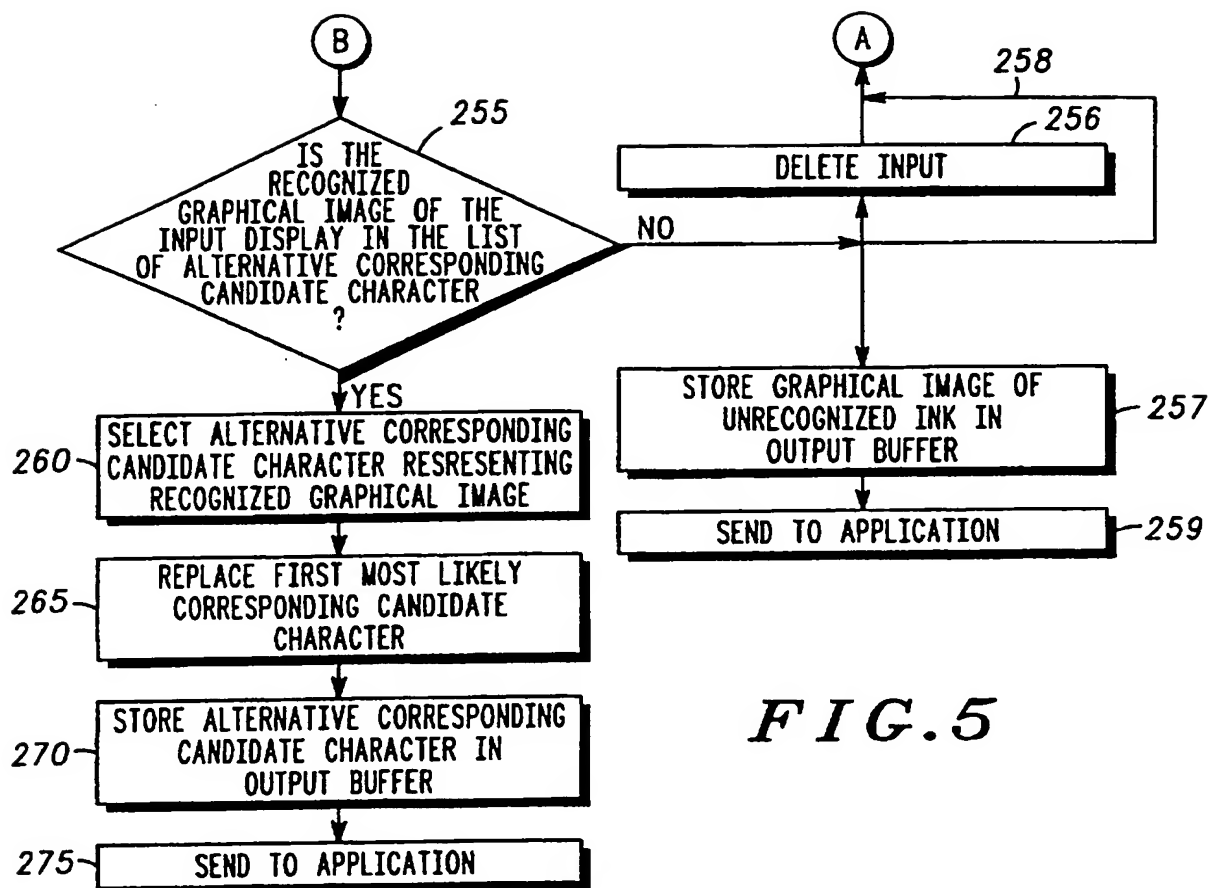 B
255
IS THE
RECOGNIZED
GRAPHICAL IMAGE OF THE
INPUT DISPLAY IN THE LIST
OF ALTERNATIVE CORRESPONDING
CANDIDATE CHARACTER
?
NO
YES
260
SELECT ALTERNATIVE CORRESPONDING
CANDIDATE CHARACTER RESRESENTING
RECOGNIZED GRAPHICAL IMAGE
265
REPLACE FIRST MOST LIKELY
CORRESPONDING CANDIDATE
CHARACTER
270
STORE ALTERNATIVE CORRESPONDING
CANDIDATE CHARACTER IN
OUTPUT BUFFER
275
SEND TO APPLICATION
A
258
256
DELETE INPUT
STORE GRAPHICAL IMAGE OF
UNRECOGNIZED INK IN
OUTPUT BUFFER
257
SEND TO APPLICATION
259
FIG.5